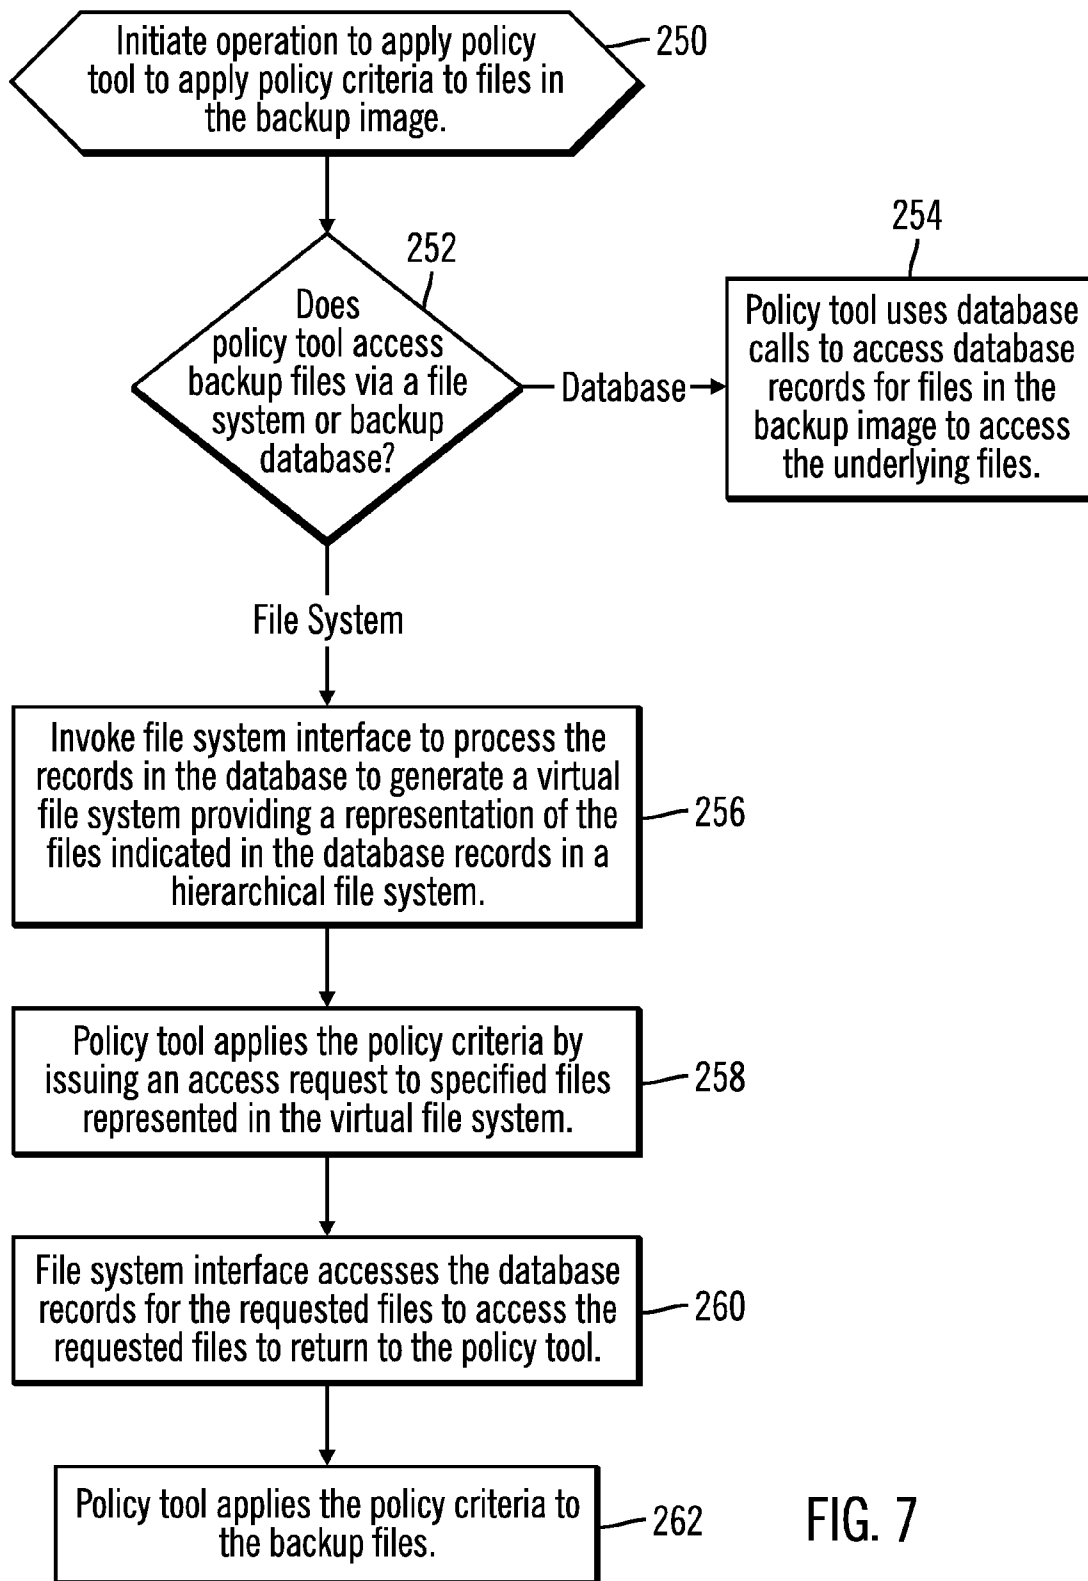 Initiate operation to apply policy
tool to apply policy criteria to files in
the backup image.
250
252
Does
policy tool access
backup files via a file
system or backup
database?
Database
254
Policy tool uses database
calls to access database
records for files in the
backup image to access
the underlying files.
File System
Invoke file system interface to process the
records in the database to generate a virtual
file system providing a representation of the
files indicated in the database records in a
hierarchical file system.
256
Policy tool applies the policy criteria by
issuing an access request to specified files
represented in the virtual file system.
258
File system interface accesses the database
records for the requested files to access the
requested files to return to the policy tool.
260
Policy tool applies the policy criteria to
the backup files.
262
FIG. 7